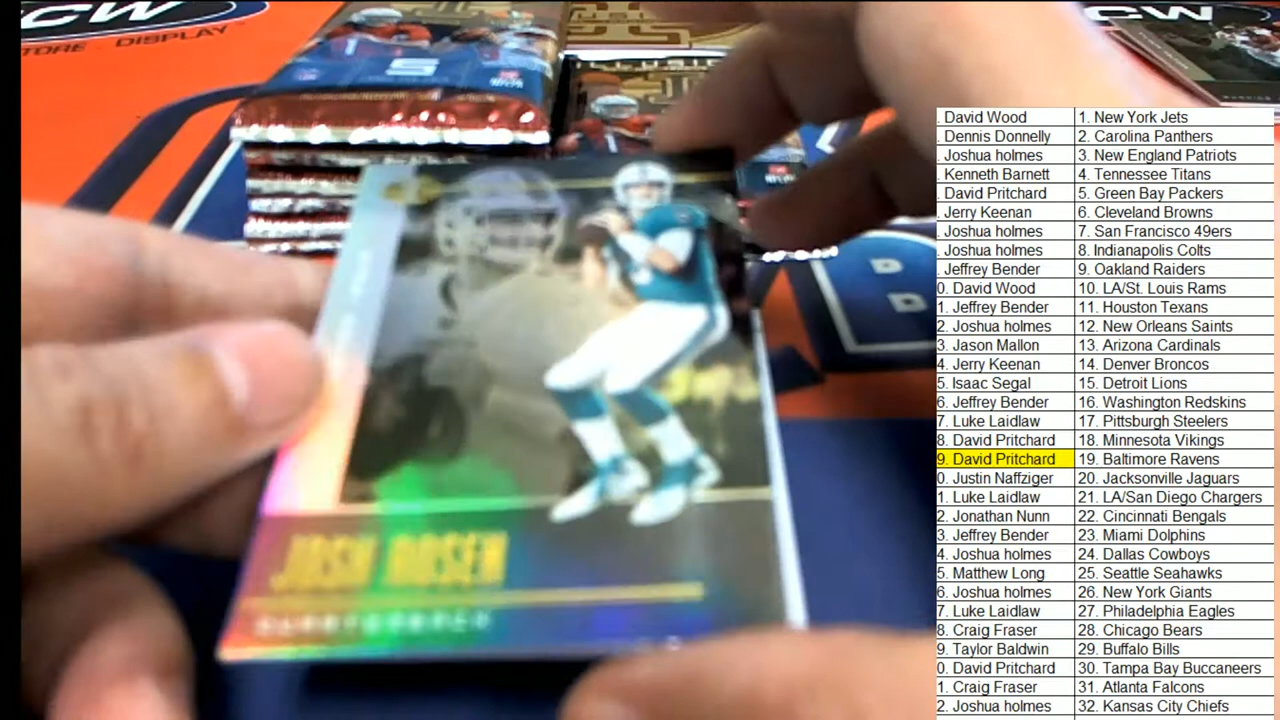 CW
TORE DISPLAY
CW
JOSH ROSEN
QUARTERBACK
. David Wood 1. New York Jets
. Dennis Donnelly 2. Carolina Panthers
. Joshua holmes 3. New England Patriots
. Kenneth Barnett 4. Tennessee Titans
. David Pritchard 5. Green Bay Packers
. Jerry Keenan 6. Cleveland Browns
. Joshua holmes 7. San Francisco 49ers
. Joshua holmes 8. Indianapolis Colts
. Jeffrey Bender 9. Oakland Raiders
0. David Wood 10. LA/St. Louis Rams
1. Jeffrey Bender 11. Houston Texans
2. Joshua holmes 12. New Orleans Saints
3. Jason Mallon 13. Arizona Cardinals
4. Jerry Keenan 14. Denver Broncos
5. Isaac Segal 15. Detroit Lions
6. Jeffrey Bender 16. Washington Redskins
7. Luke Laidlaw 17. Pittsburgh Steelers
8. David Pritchard 18. Minnesota Vikings
9. David Pritchard 19. Baltimore Ravens
0. Justin Naffziger 20. Jacksonville Jaguars
1. Luke Laidlaw 21. LA/San Diego Chargers
2. Jonathan Nunn 22. Cincinnati Bengals
3. Jeffrey Bender 23. Miami Dolphins
4. Joshua holmes 24. Dallas Cowboys
5. Matthew Long 25. Seattle Seahawks
6. Joshua holmes 26. New York Giants
7. Luke Laidlaw 27. Philadelphia Eagles
8. Craig Fraser 28. Chicago Bears
9. Taylor Baldwin 29. Buffalo Bills
0. David Pritchard 30. Tampa Bay Buccaneers
1. Craig Fraser 31. Atlanta Falcons
2. Joshua holmes 32. Kansas City Chiefs